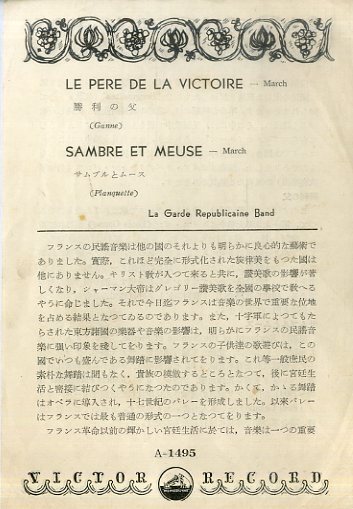 LE PERE DE LA VICTOIRE — March
勝利の父
(Ganne)
SAMBRE ET MEUSE — March
サムブルとムース
(Planquette)
La Garde Republicaine Band
フランスの民謡音樂は他の國のそれよりも明らかに良心的な藝術で
ありました。實際、これほど完全に形式化された旋律美をもつた國は
他にありません。キリスト敎が入つて來ると共に、讃美歌の影響が著
しくなり、シャーマン大帝はグレゴリー讃美歌を全國の學校で敎へる
やうに命じました。それで今日迄フランスは音樂の世界で重要な位地
を占める結果となつてゐるのであります。また、十字軍によつてもた
らされた東方諸國の樂器や音樂の影響は、明らかにフランスの民謡音
樂に强い印象を殘してをります。フランスの子供達の歌遊びは、この
國でいつも盛んである舞踏に影響されてをります。これ等一般庶民の
素朴な舞踏は間もなく、貴族の模倣するところとなつて、後に宮廷生
活と密接に結びつくやうになつたのであります。かくて、かゝる舞踏
はオペラに導入され、十七世紀のバレーを形成しました。以來バレー
はフランスでは最も普通の形式の一つとなつてをります。
フランス革命以前の輝かしい宮廷生活に於ては、音樂は一つの重要
A-1495
VICTOR RECORD